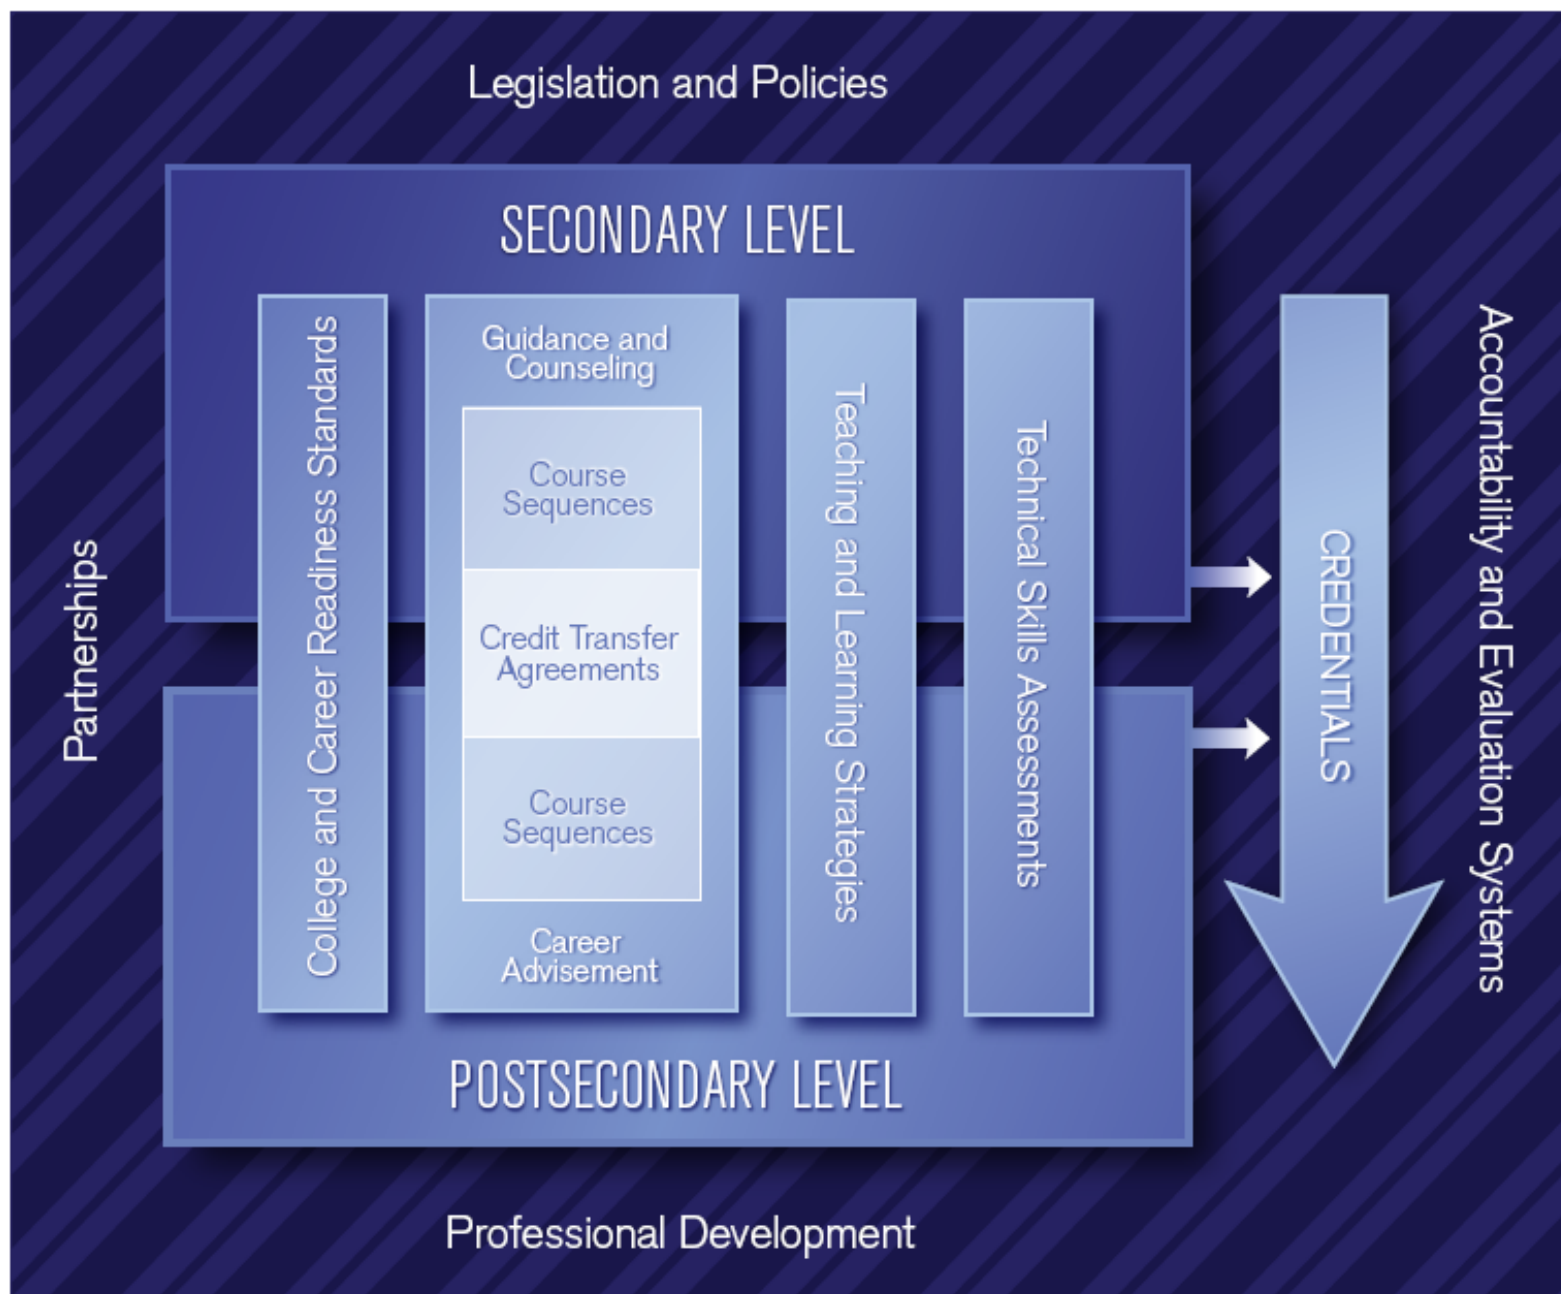 Legislation and Policies
SECONDARY LEVEL
Partnerships
College and Career Readiness Standards
Guidance and
Counseling
Course
Sequences
Credit Transfer
Agreements
Course
Sequences
Career
Advisement
Teaching and Learning Strategies
Technical Skills Assessments
CREDENTIALS
Accountability and Evaluation Systems
POSTSECONDARY LEVEL
Professional Development